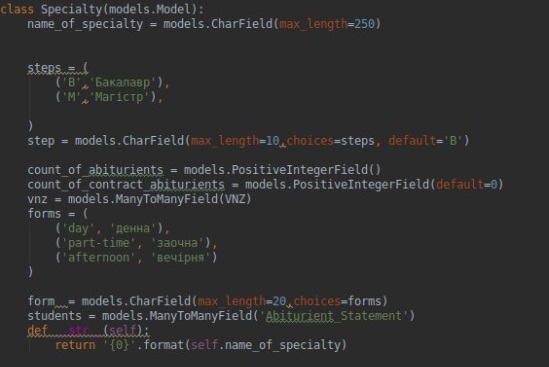 class Specialty(models.Model):
    name_of_specialty = models.CharField(max_length=250)
    steps = (
        ('B','Бакалавр'),
        ('M','Магістр'),
    )
    step = models.CharField(max_length=10,choices=steps, default='B')
    count_of_abiturients = models.PositiveIntegerField()
    count_of_contract_abiturients = models.PositiveIntegerField(default=0)
    vnz = models.ManyToManyField(VNZ)
    forms = (
        ('day', 'денна'),
        ('part-time', 'заочна'),
        ('afternoon', 'вечірня')
    )
    form = models.CharField(max_length=20,choices=forms)
    students = models.ManyToManyField('Abiturient_Statement')
    def __str__(self):
        return '{0}'.format(self.name_of_specialty)